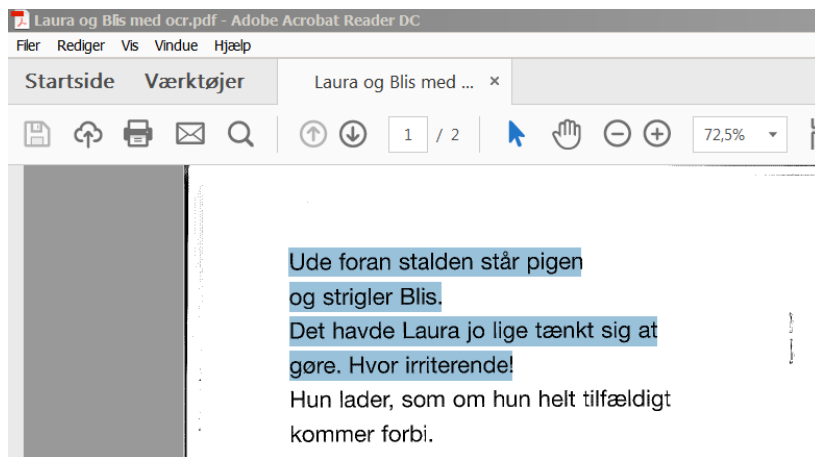 Laura og Blis med ocr.pdf - Adobe Acrobat Reader DC
Filer Rediger Vis Vindue Hjælp
Startside Værktøjer Laura og Blis med ... ×
1 / 2 72,5%
Ude foran stalden står pigen
og strigler Blis.
Det havde Laura jo lige tænkt sig at
gøre. Hvor irriterende!
Hun lader, som om hun helt tilfældigt
kommer forbi.